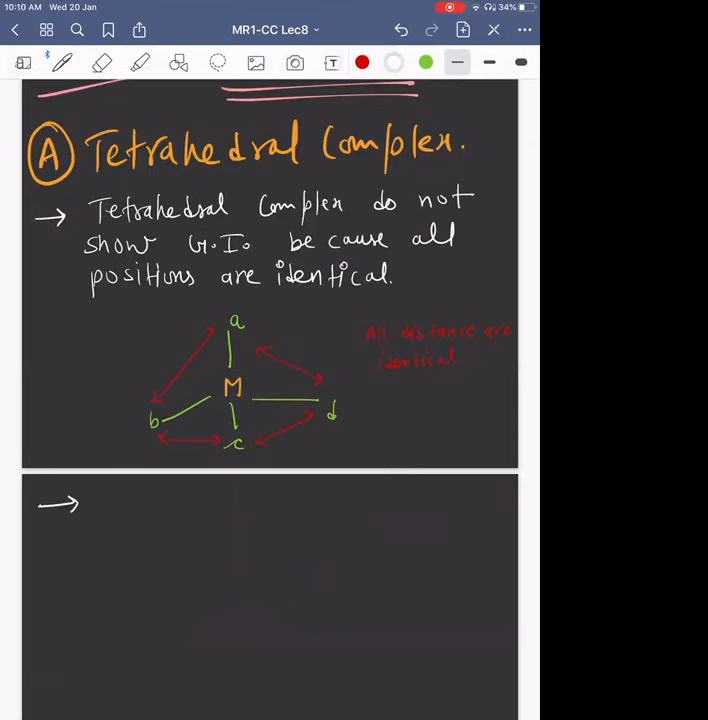 10:10 AM Wed 20 Jan
34%
MR1-CC Lec8
T
A Tetrahedral Complex.
→ Tetrahedral Complex do not
show G.I. because all
positions are identical.
a
All distance are
identical
M
b
d
c
→